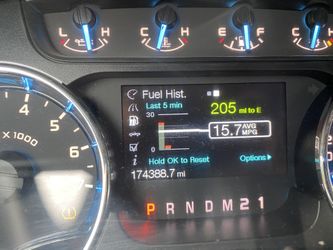 L H C H E F C H
Fuel Hist.
Last 5 min
205 mi to E
30
15.7 AVG MPG
0
Hold OK to Reset Options
174388.7 mi
x 1000
4
5
6
P R N D M 2 1